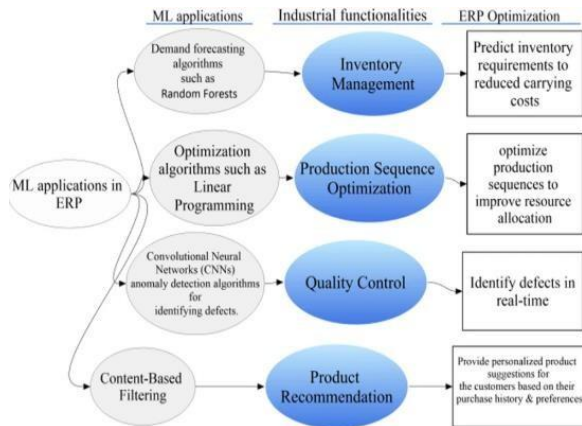 ML applications
Industrial functionalities
ERP Optimization
ML applications in
ERP
Demand forecasting
algorithms
such as
Random Forests
Inventory
Management
Predict inventory
requirements to
reduced carrying
costs
Optimization
algorithms such as
Linear
Programming
Production Sequence
Optimization
optimize
production
sequences to
improve resource
allocation
Convolutional Neural
Networks (CNNs)
anomaly detection algorithms
for
identifying defects.
Quality Control
Identify defects in
real-time
Content-Based
Filtering
Product
Recommendation
Provide personalized product
suggestions for
the customers based on their
purchase history & preferences